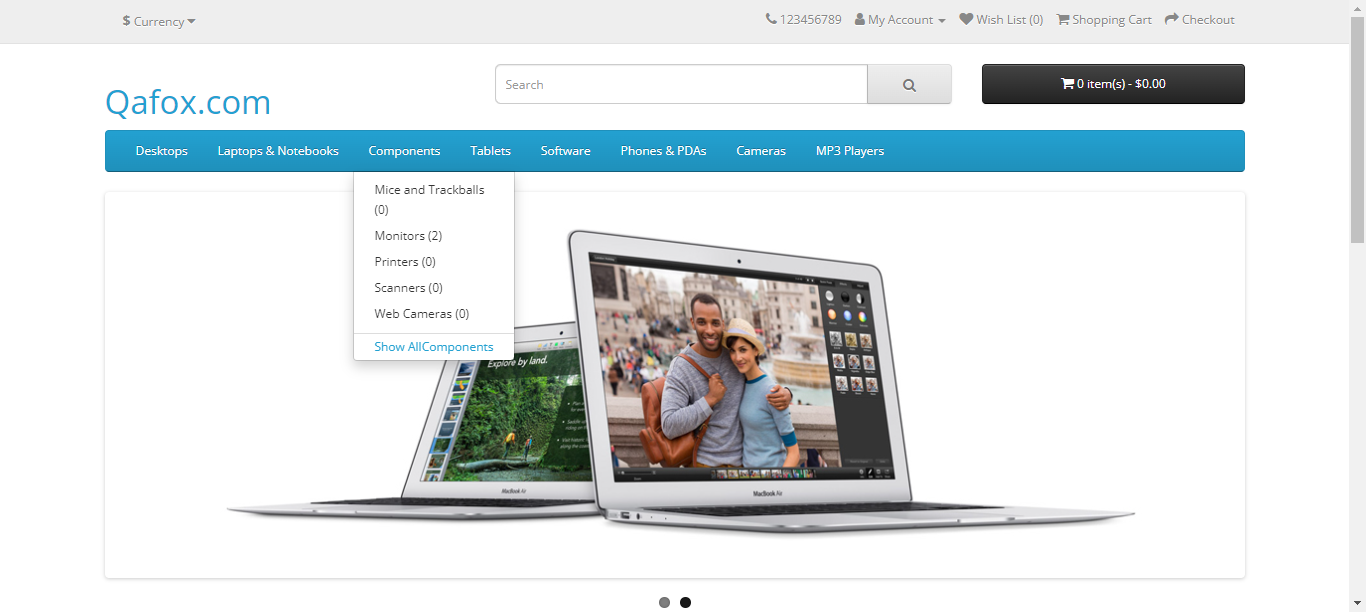 $ Currency
123456789 My Account Wish List (0) Shopping Cart Checkout
Qafox.com
Search
0 item(s) - $0.00
Desktops Laptops & Notebooks Components Tablets Software Phones & PDAs Cameras MP3 Players
Mice and Trackballs
(0)
Monitors (2)
Printers (0)
Scanners (0)
Web Cameras (0)
Show AllComponents
Explore by land.
MacBook Air
MacBook Air